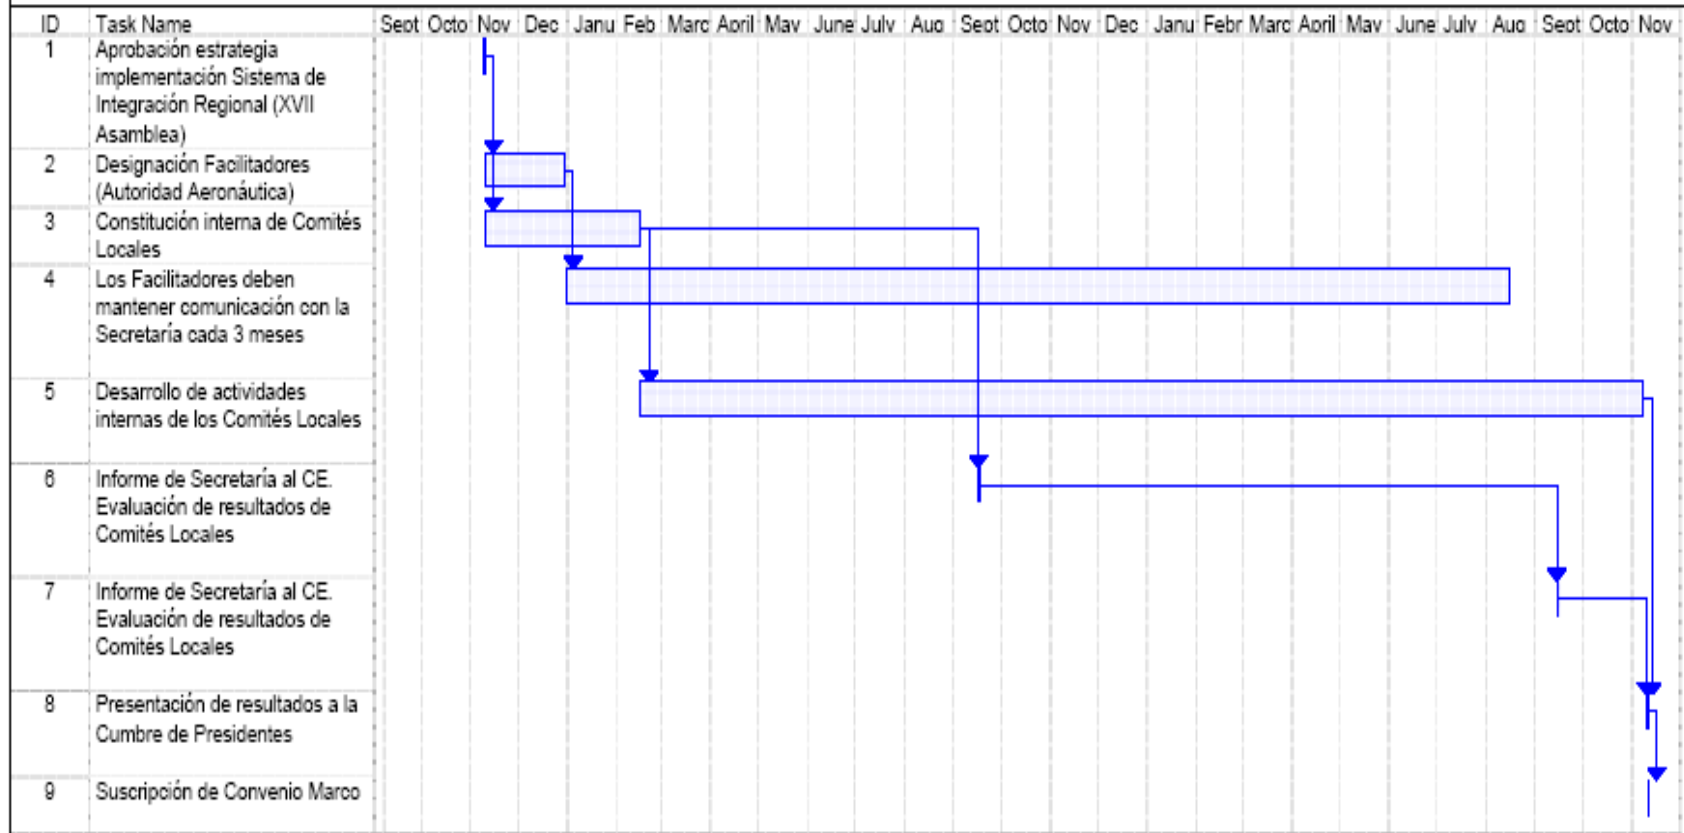 ID Task Name Sept Octo Nov Dec Janu Feb Marc April May June July Aug Sept Octo Nov Dec Janu Febr Marc April May June July Aug Sept Octo Nov
1 Aprobación estrategia
implementación Sistema de
Integración Regional (XVII
Asamblea)
2 Designación Facilitadores
(Autoridad Aeronáutica)
3 Constitución interna de Comités
Locales
4 Los Facilitadores deben
mantener comunicación con la
Secretaría cada 3 meses
5 Desarrollo de actividades
internas de los Comités Locales
6 Informe de Secretaría al CE.
Evaluación de resultados de
Comités Locales
7 Informe de Secretaría al CE.
Evaluación de resultados de
Comités Locales
8 Presentación de resultados a la
Cumbre de Presidentes
9 Suscripción de Convenio Marco